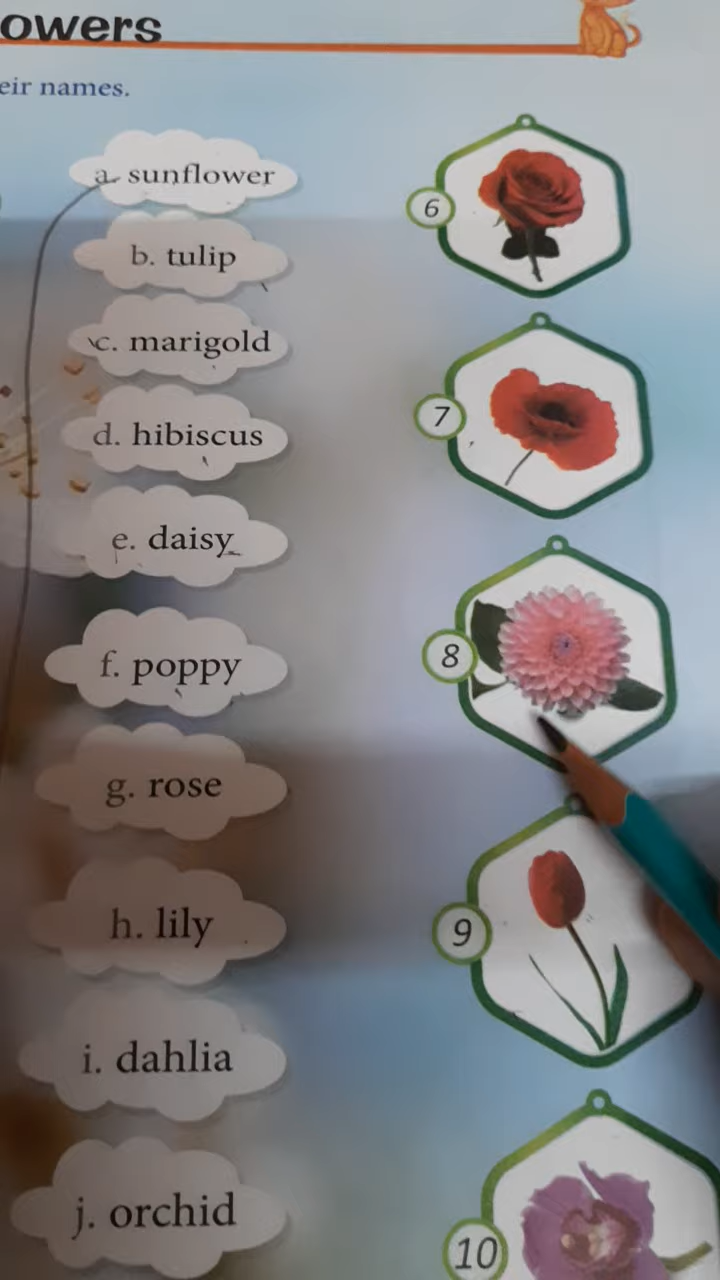 owers
eir names.
a. sunflower
b. tulip
c. marigold
d. hibiscus
e. daisy
f. poppy
g. rose
h. lily
i. dahlia
j. orchid
6
7
8
9
10